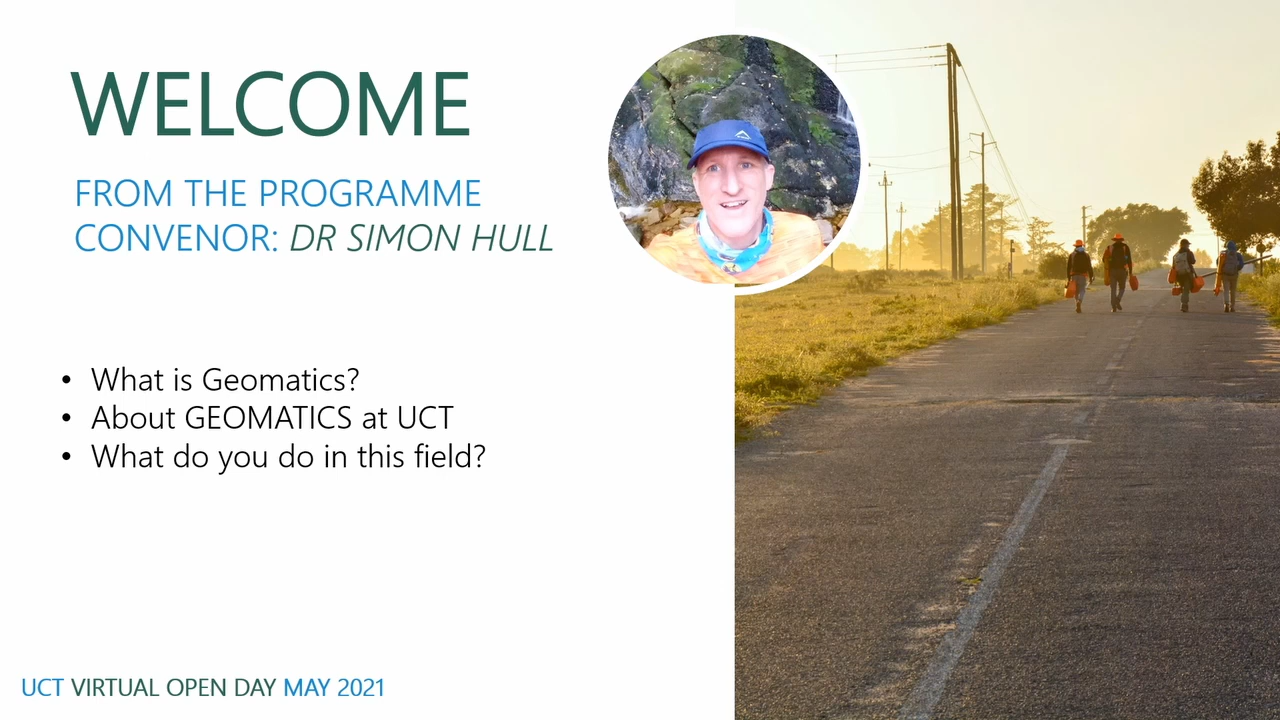 WELCOME
FROM THE PROGRAMME
CONVENOR: DR SIMON HULL
• What is Geomatics?
• About GEOMATICS at UCT
• What do you do in this field?
UCT VIRTUAL OPEN DAY MAY 2021